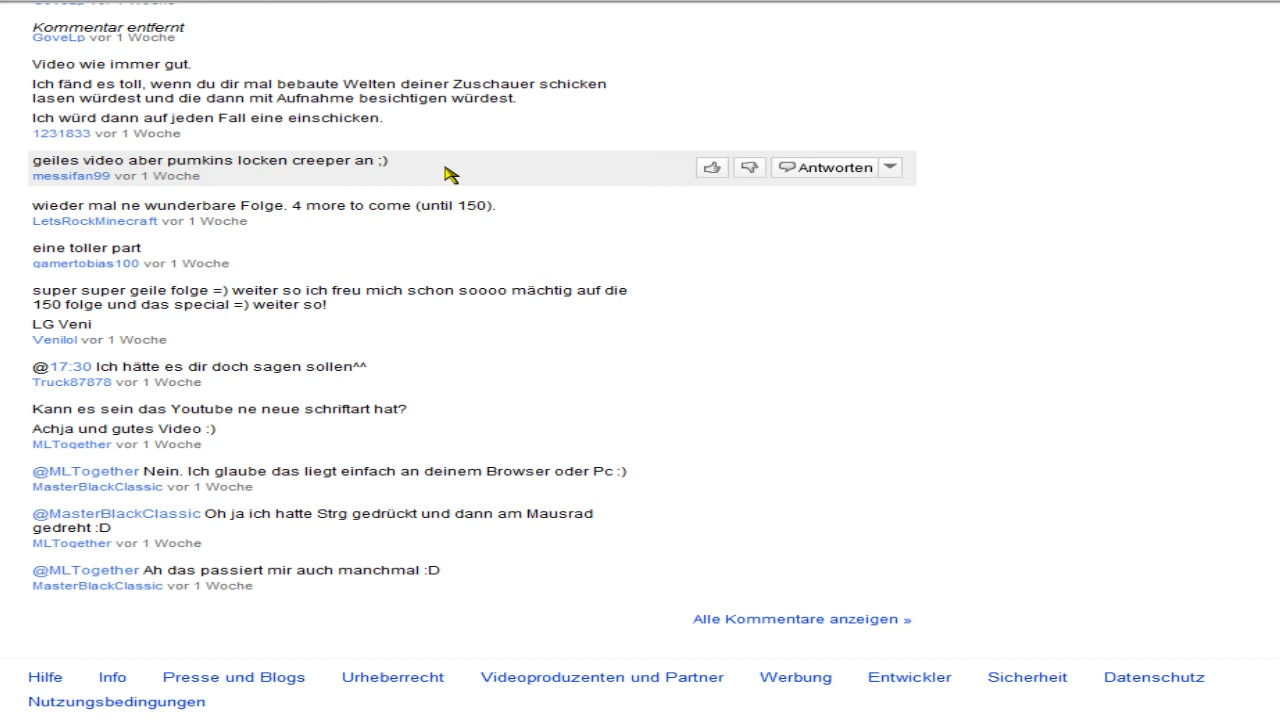 GoveLp vor 1 Woche
Kommentar entfernt
GoveLp vor 1 Woche
Video wie immer gut.
Ich fänd es toll, wenn du dir mal bebaute Welten deiner Zuschauer schicken
lasen würdest und die dann mit Aufnahme besichtigen würdest.
Ich würd dann auf jeden Fall eine einschicken.
1231833 vor 1 Woche
geiles video aber pumkins locken creeper an ;)
Antworten
messifan99 vor 1 Woche
wieder mal ne wunderbare Folge. 4 more to come (until 150).
LetsRockMinecraft vor 1 Woche
eine toller part
gamertobias100 vor 1 Woche
super super geile folge =) weiter so ich freu mich schon soooo mächtig auf die
150 folge und das special =) weiter so!
LG Veni
Venilol vor 1 Woche
@17:30 Ich hätte es dir doch sagen sollen^^
Truck87878 vor 1 Woche
Kann es sein das Youtube ne neue schriftart hat?
Achja und gutes Video :)
MLTogether vor 1 Woche
@MLTogether Nein. Ich glaube das liegt einfach an deinem Browser oder Pc :)
MasterBlackClassic vor 1 Woche
@MasterBlackClassic Oh ja ich hatte Strg gedrückt und dann am Mausrad
gedreht :D
MLTogether vor 1 Woche
@MLTogether Ah das passiert mir auch manchmal :D
MasterBlackClassic vor 1 Woche
Alle Kommentare anzeigen »
Hilfe Info Presse und Blogs Urheberrecht Videoproduzenten und Partner Werbung Entwickler Sicherheit Datenschutz
Nutzungsbedingungen